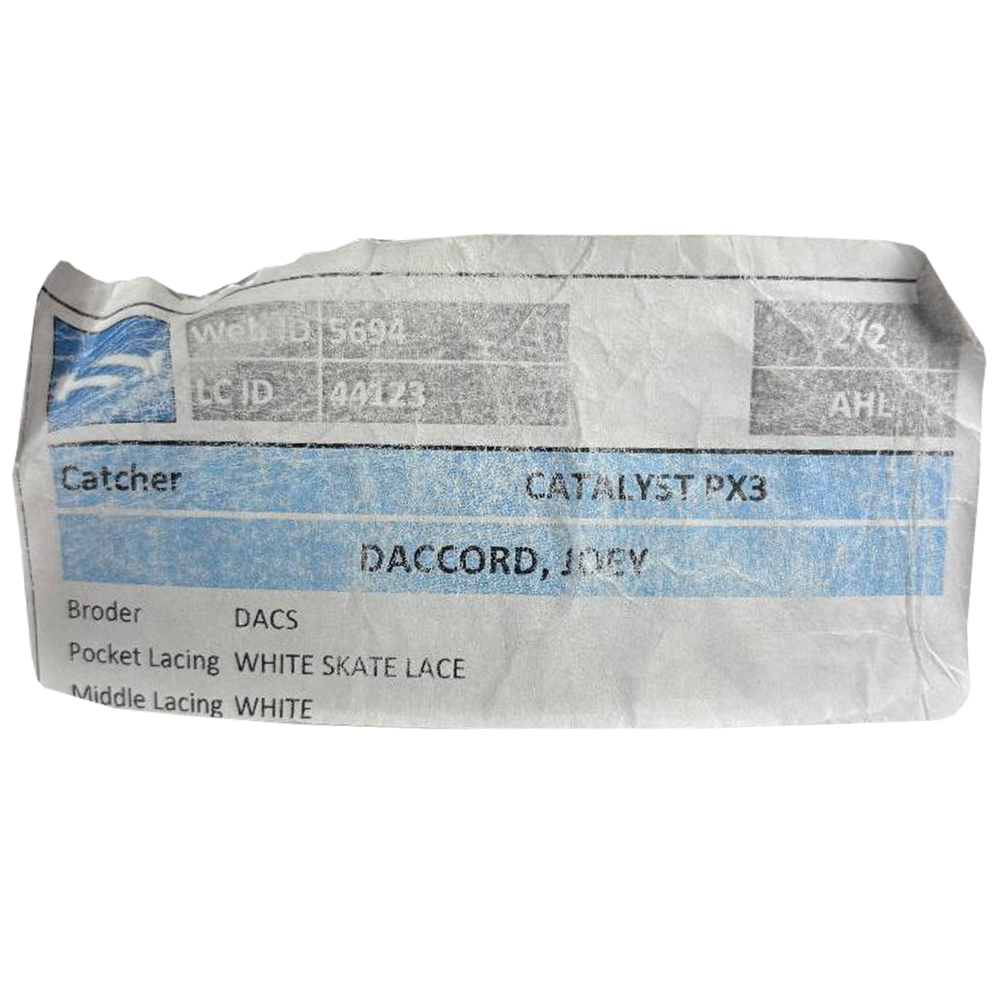 Web ID 5694 2/2
LC ID 44123 AHL
Catcher CATALYST PX3
DACCORD, JOEY
Broder DACS
Pocket Lacing WHITE SKATE LACE
Middle Lacing WHITE